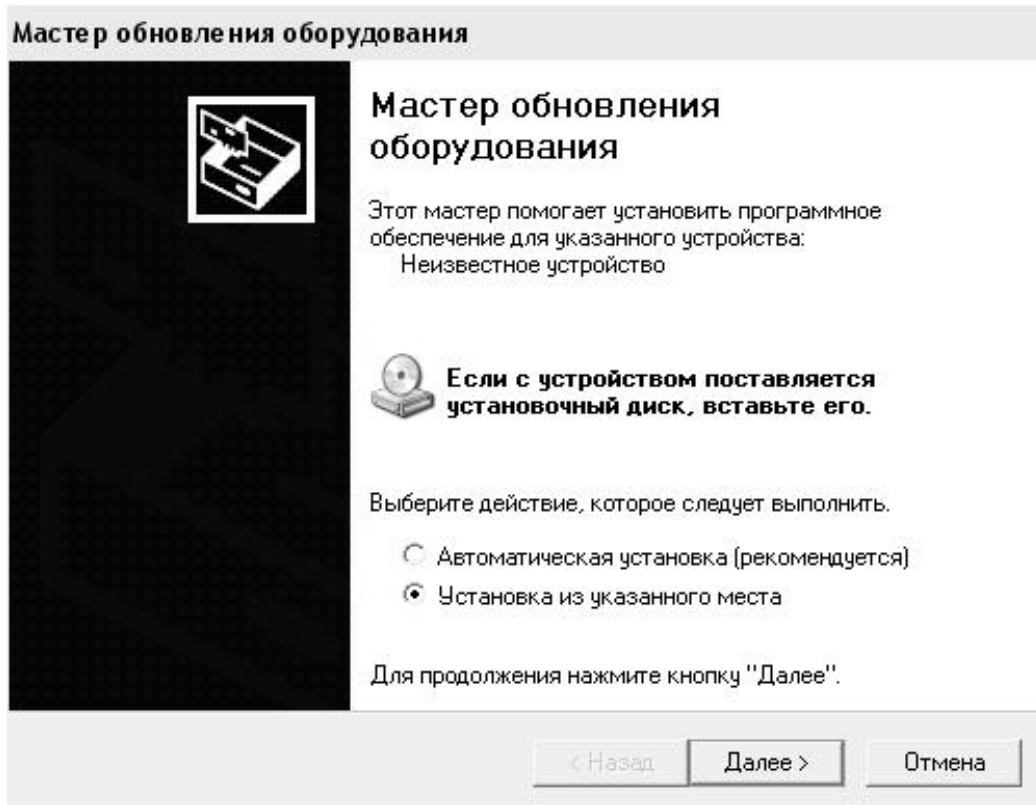 Мастер обновления оборудования
Мастер обновления
оборудования
Этот мастер помогает установить программное
обеспечение для указанного устройства:
Неизвестное устройство
Если с устройством поставляется
установочный диск, вставьте его.
Выберите действие, которое следует выполнить.
Автоматическая установка (рекомендуется)
Установка из указанного места
Для продолжения нажмите кнопку "Далее".
< Назад
Далее >
Отмена